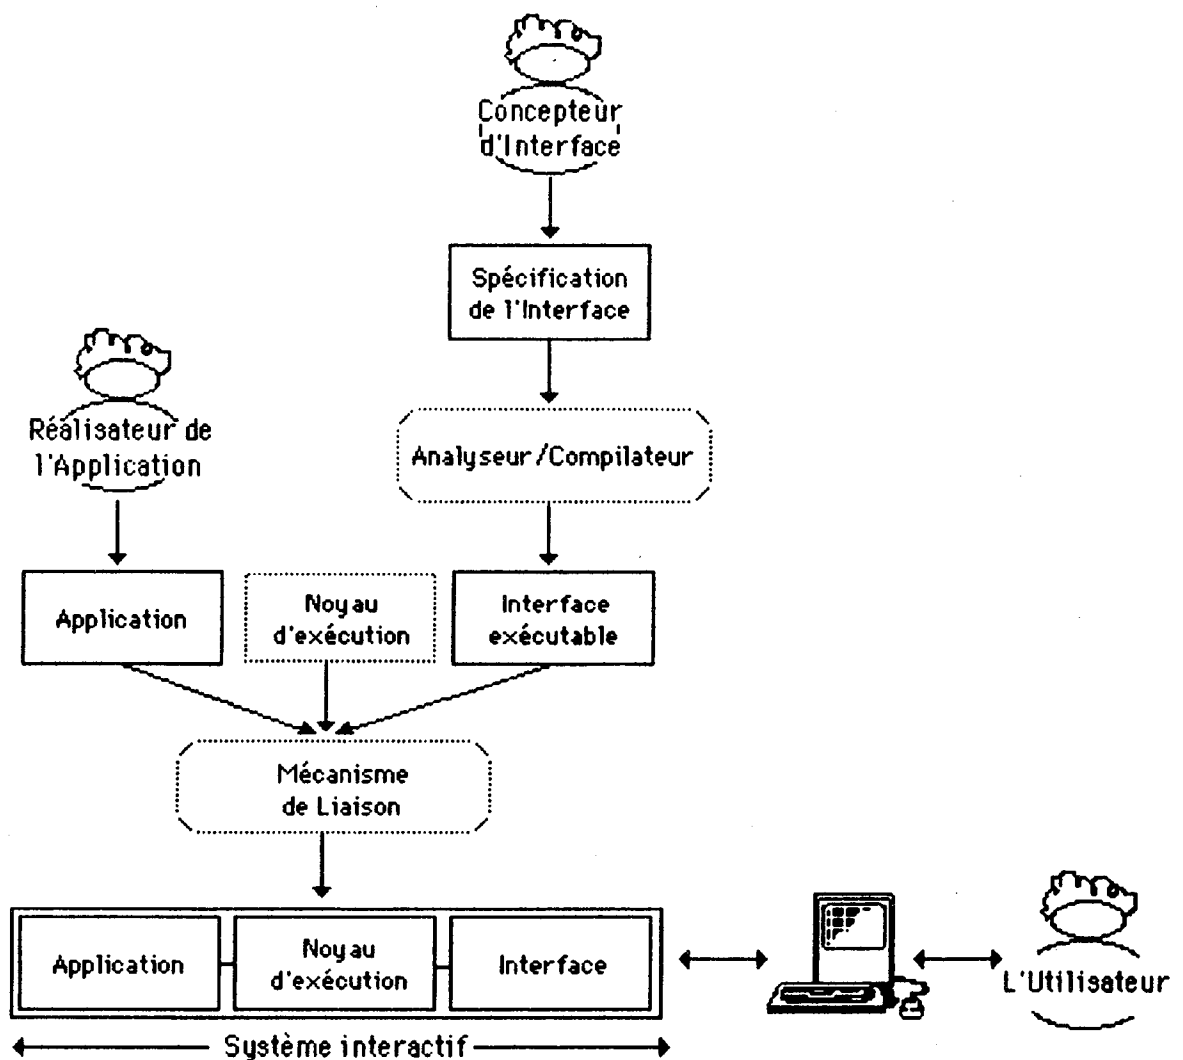 Concepteur
d'Interface
Spécification
de l'Interface
Réalisateur de
l'Application
Analyseur/Compilateur
Application
Noyau
d'exécution
Interface
exécutable
Mécanisme
de Liaison
Application
Noyau
d'exécution
Interface
L'Utilisateur
Système interactif